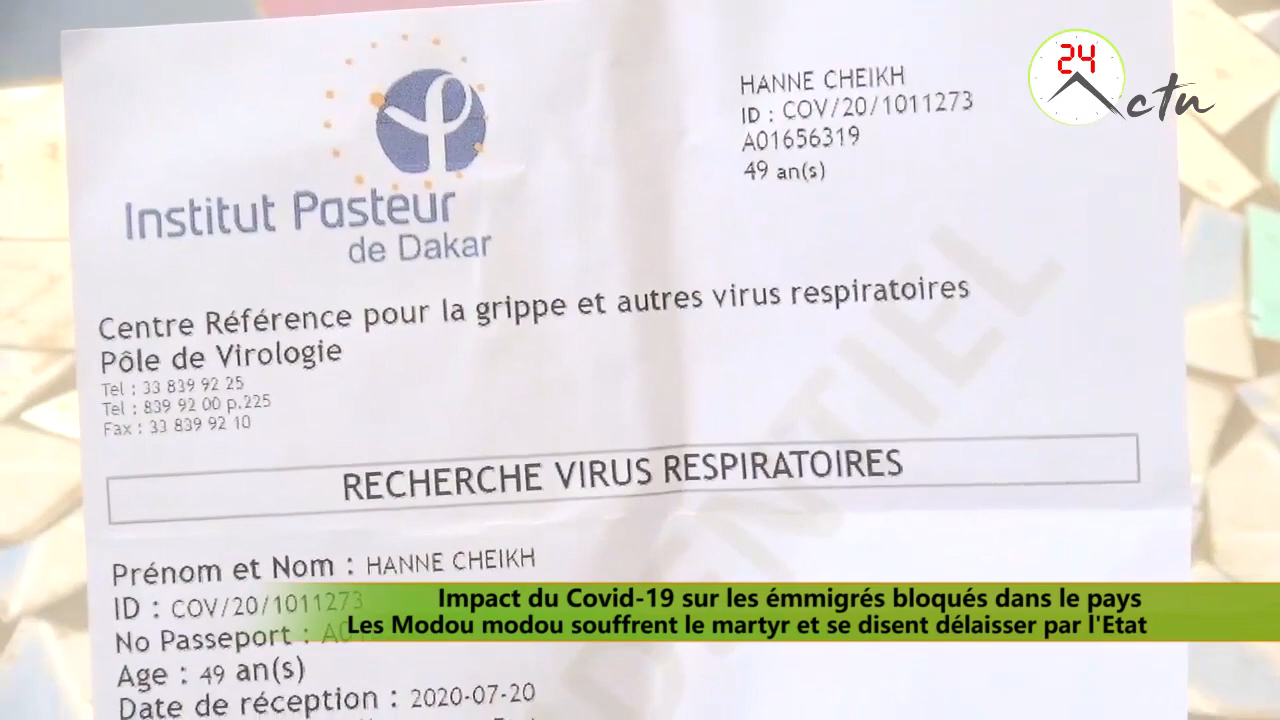 24
Actu
HANNE CHEIKH
ID : COV/20/1011273
A01656319
49 an(s)
Institut Pasteur
de Dakar
Centre Référence pour la grippe et autres virus respiratoires
Pôle de Virologie
Tel : 33 839 92 25
Tel : 839 92 00 p.225
Fax : 33 839 92 10
RECHERCHE VIRUS RESPIRATOIRES
Prénom et Nom : HANNE CHEIKH
ID : COV/20/1011273
No Passeport :
Age : 49 an(s)
Date de réception : 2020-07-20
Impact du Covid-19 sur les émmigrés bloqués dans le pays
Les Modou modou souffrent le martyr et se disent délaisser par l'Etat